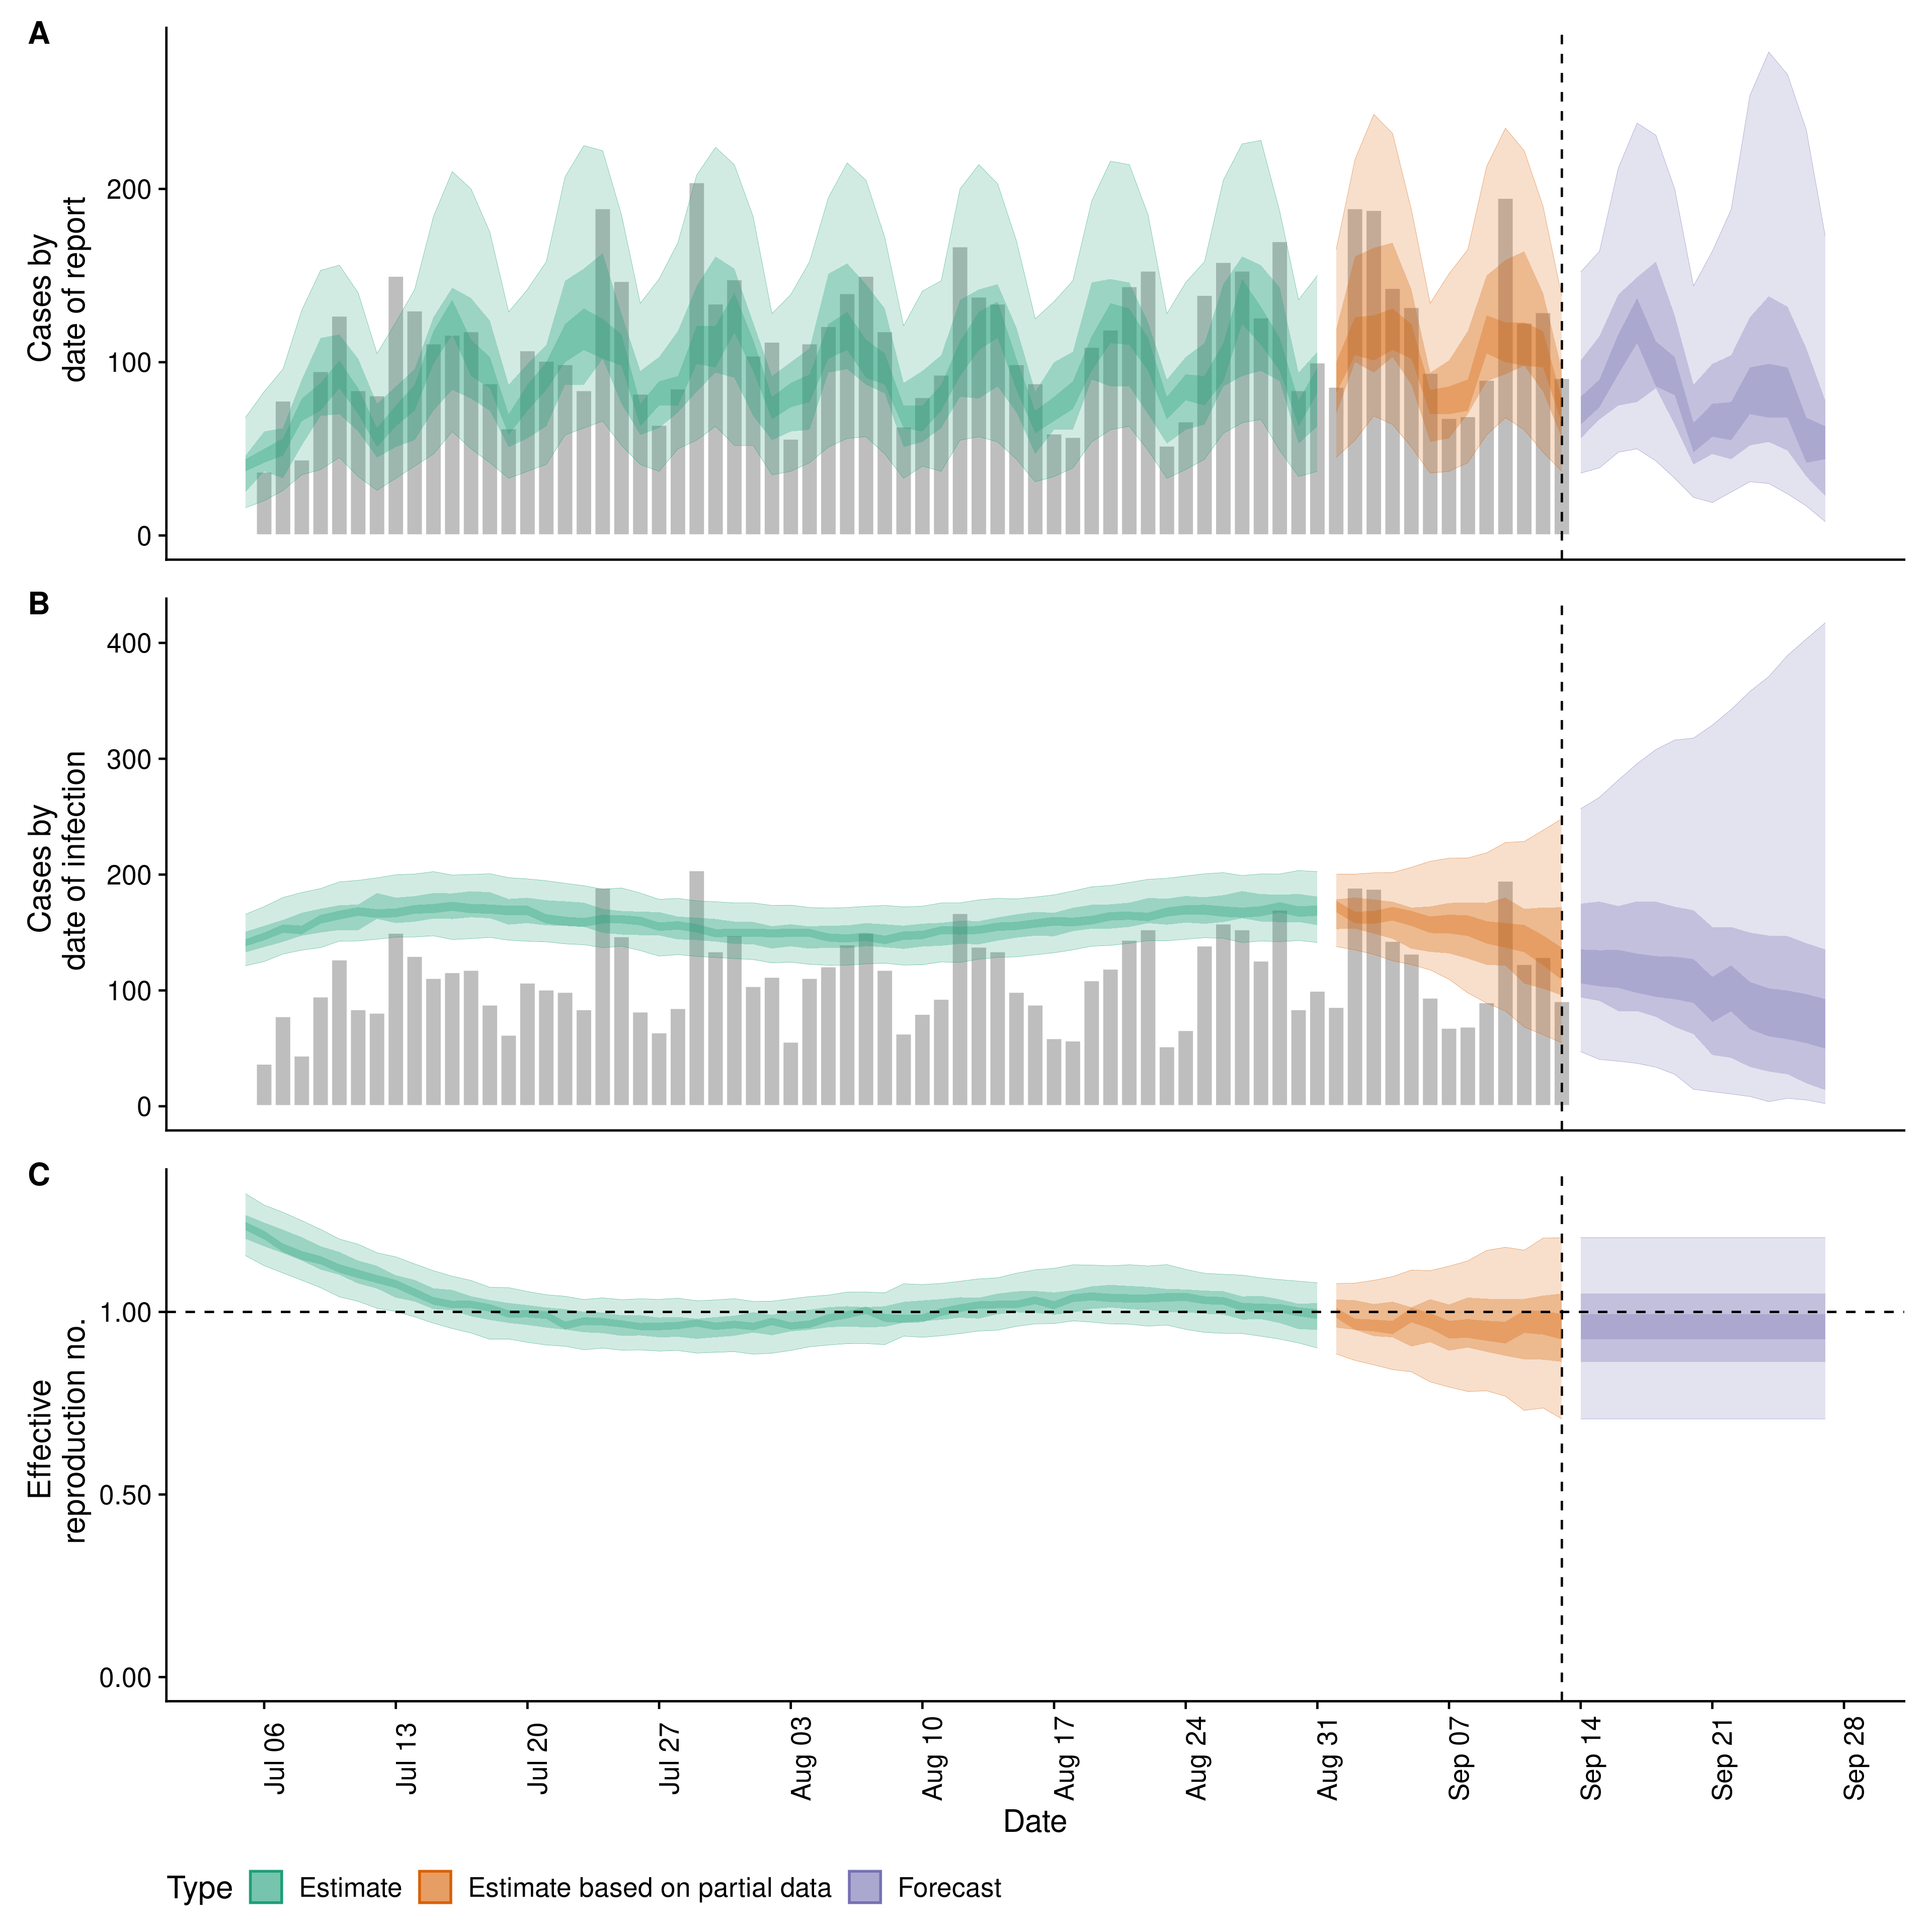 A
Cases by
date of report
200
100
0
B
Cases by
date of infection
400
300
200
100
0
C
Effective
reproduction no.
1.00
0.50
0.00
Jul 06
Jul 13
Jul 20
Jul 27
Aug 03
Aug 10
Aug 17
Aug 24
Aug 31
Sep 07
Sep 14
Sep 21
Sep 28
Date
Type Estimate Estimate based on partial data Forecast